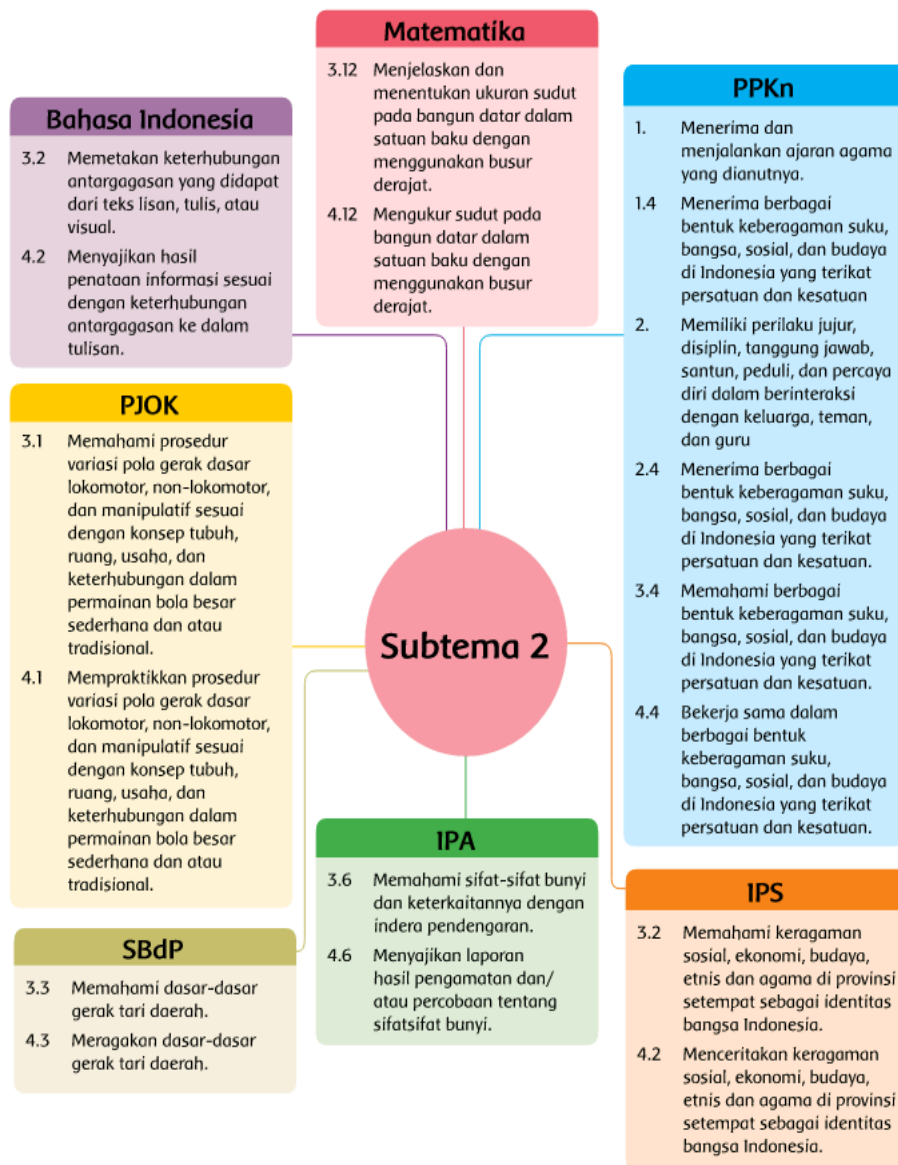 Matematika
3.12 Menjelaskan dan
menentukan ukuran sudut
pada bangun datar dalam
satuan baku dengan
menggunakan busur
derajat.
4.12 Mengukur sudut pada
bangun datar dalam
satuan baku dengan
menggunakan busur
derajat.
Bahasa Indonesia
3.2 Memetakan keterhubungan
antargagasan yang didapat
dari teks lisan, tulis, atau
visual.
4.2 Menyajikan hasil
penataan informasi sesuai
dengan keterhubungan
antargagasan ke dalam
tulisan.
PPKn
1. Menerima dan
menjalankan ajaran agama
yang dianutnya.
1.4 Menerima berbagai
bentuk keberagaman suku,
bangsa, sosial, dan budaya
di Indonesia yang terikat
persatuan dan kesatuan
2. Memiliki perilaku jujur,
disiplin, tanggung jawab,
santun, peduli, dan percaya
diri dalam berinteraksi
dengan keluarga, teman,
dan guru
2.4 Menerima berbagai
bentuk keberagaman suku,
bangsa, sosial, dan budaya
di Indonesia yang terikat
persatuan dan kesatuan.
3.4 Memahami berbagai
bentuk keberagaman suku,
bangsa, sosial, dan budaya
di Indonesia yang terikat
persatuan dan kesatuan.
4.4 Bekerja sama dalam
berbagai bentuk
keberagaman suku,
bangsa, sosial, dan budaya
di Indonesia yang terikat
persatuan dan kesatuan.
PJOK
3.1 Memahami prosedur
variasi pola gerak dasar
lokomotor, non-lokomotor,
dan manipulatif sesuai
dengan konsep tubuh,
ruang, usaha, dan
keterhubungan dalam
permainan bola besar
sederhana dan atau
tradisional.
4.1 Mempraktikkan prosedur
variasi pola gerak dasar
lokomotor, non-lokomotor,
dan manipulatif sesuai
dengan konsep tubuh,
ruang, usaha, dan
keterhubungan dalam
permainan bola besar
sederhana dan atau
tradisional.
Subtema 2
IPA
3.6 Memahami sifat-sifat bunyi
dan keterkaitannya dengan
indera pendengaran.
4.6 Menyajikan laporan
hasil pengamatan dan/
atau percobaan tentang
sifatsifat bunyi.
IPS
3.2 Memahami keragaman
sosial, ekonomi, budaya,
etnis dan agama di provinsi
setempat sebagai identitas
bangsa Indonesia.
4.2 Menceritakan keragaman
sosial, ekonomi, budaya,
etnis dan agama di provinsi
setempat sebagai identitas
bangsa Indonesia.
SBdP
3.3 Memahami dasar-dasar
gerak tari daerah.
4.3 Meragakan dasar-dasar
gerak tari daerah.